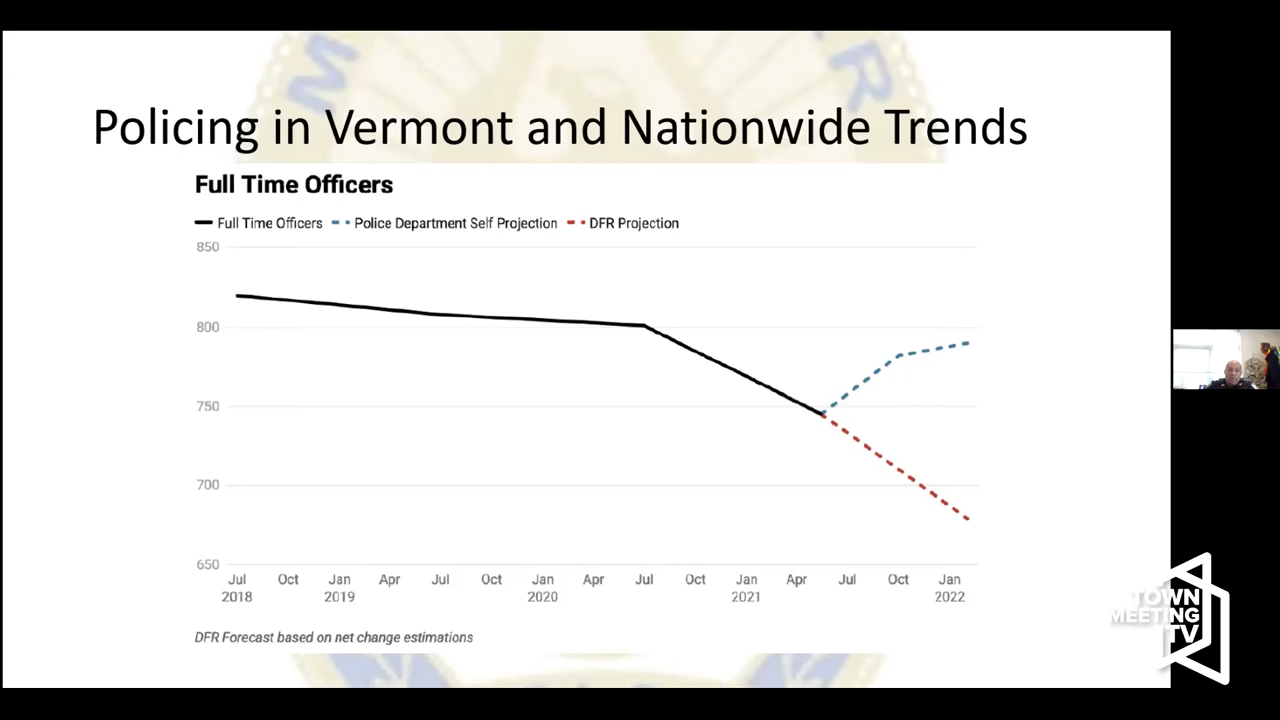 M
ER
Policing in Vermont and Nationwide Trends
Full Time Officers
Full Time Officers Police Department Self Projection DFR Projection
850
800
750
700
650
Jul Oct Jan Apr Jul Oct Jan Apr Jul Oct Jan Apr Jul Oct Jan
2018 2019 2020 2021 2022
DFR Forecast based on net change estimations
TOWN
MEETING
TV